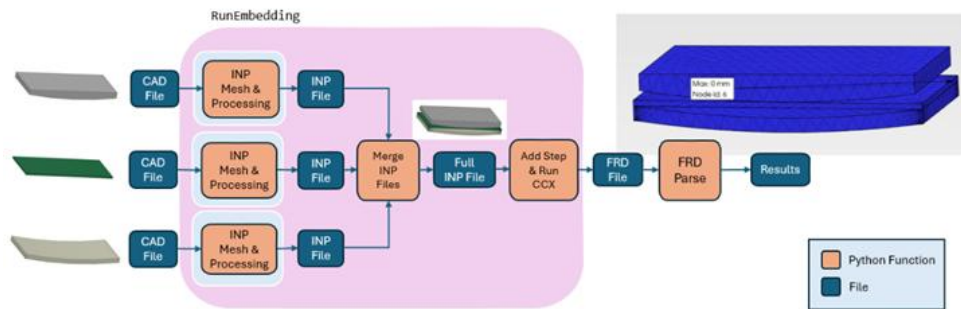 RunEmbedding
CAD
File
INP
Mesh &
Processing
INP
File
CAD
File
INP
Mesh &
Processing
INP
File
Merge
INP
Files
Full
INP File
Add Step
& Run
CCX
FRD
File
FRD
Parse
Results
CAD
File
INP
Mesh &
Processing
INP
File
Max: 0 mm
Node Id: 6
Python Function
File